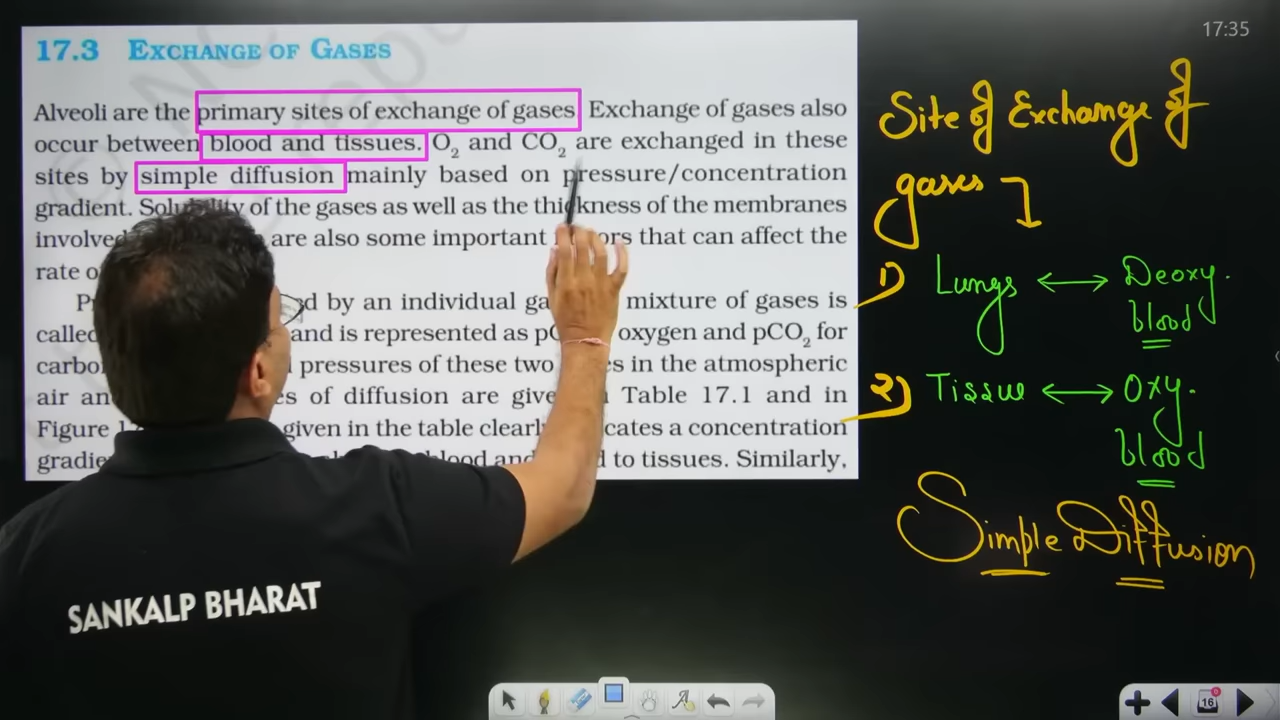 17:35
17.3 EXCHANGE OF GASES
Alveoli are the primary sites of exchange of gases. Exchange of gases also
occur between blood and tissues. O2 and CO2 are exchanged in these
sites by simple diffusion mainly based on pressure/concentration
gradient. Solubility of the gases as well as the thickness of the membranes
involved are also some important factors that can affect the
rate o
d by an individual ga mixture of gases is
called and is represented as pO oxygen and pCO2 for
carbo pressures of these two s in the atmospheric
air an s of diffusion are give Table 17.1 and in
Figure 1 given in the table clearl cates a concentration
gradie blood and to tissues. Similarly,
Site of Exchange of
gases
1) Lungs ↔ Deoxy.
blood
2) Tissue ↔ Oxy.
blood
Simple Diffusion
SANKALP BHARAT
A
16